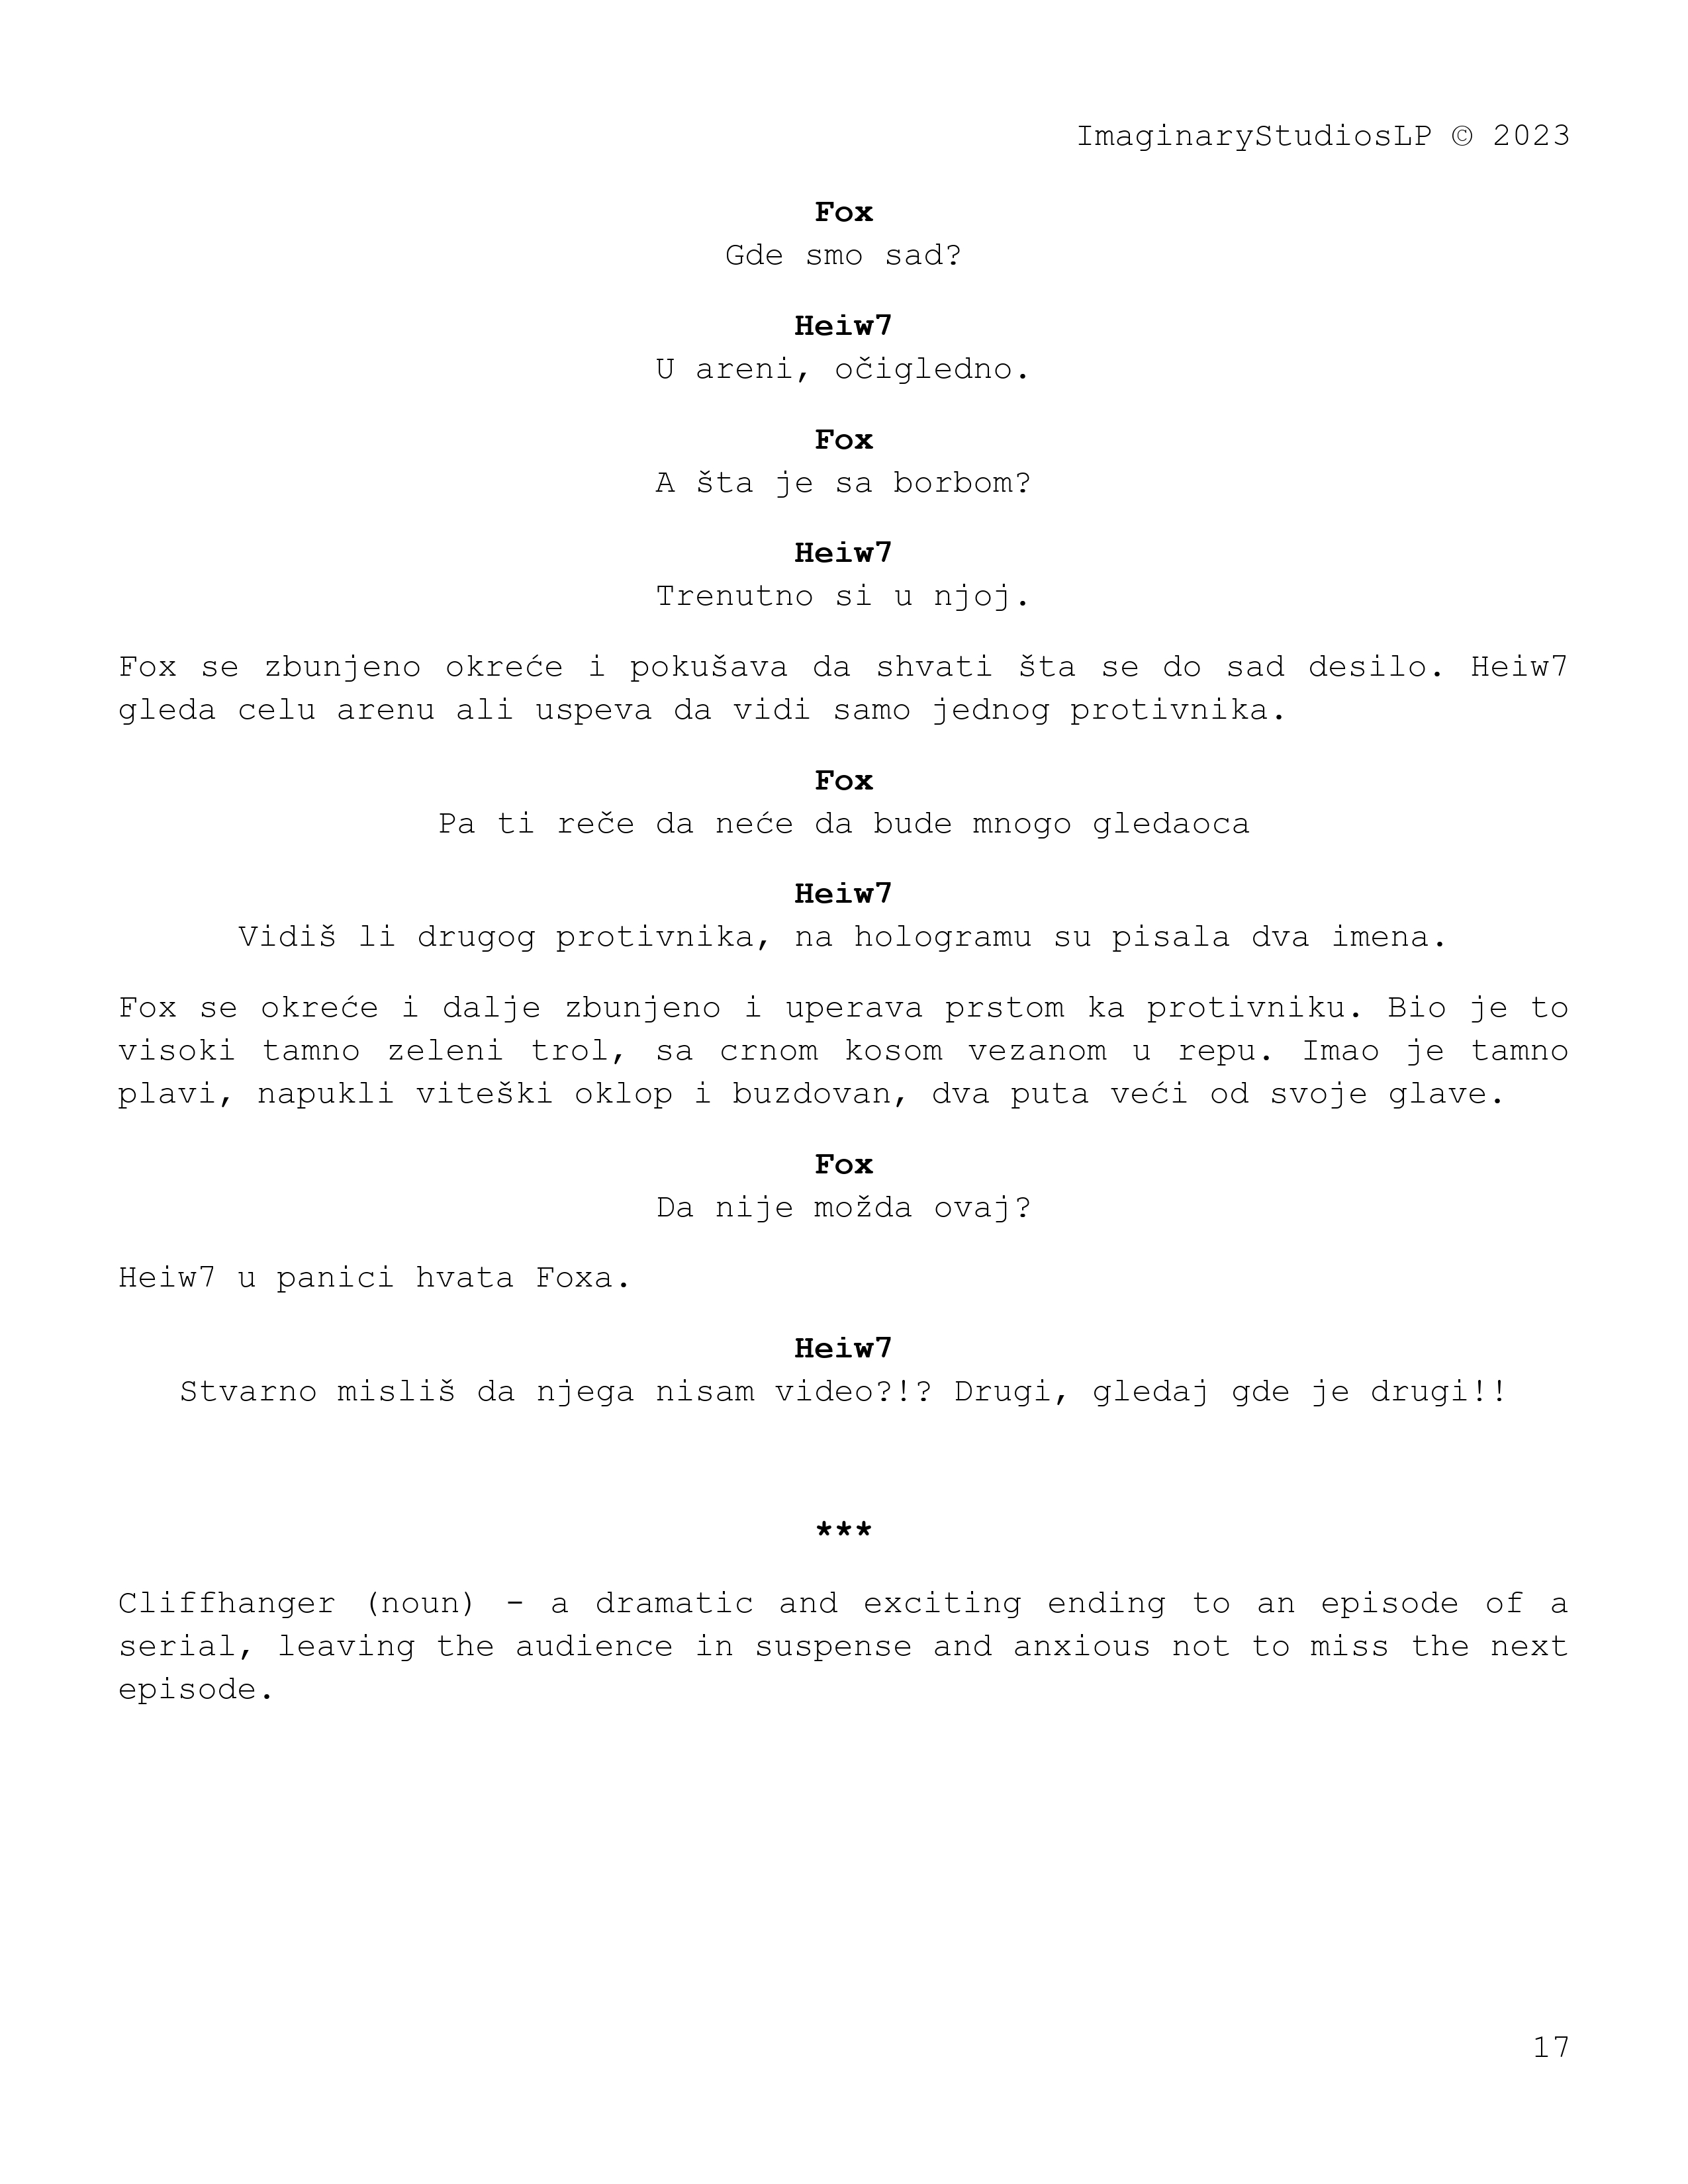 ImaginaryStudiosLP © 2023
Fox
Gde smo sad?
Heiw7
U areni, očigledno.
Fox
A šta je sa borbom?
Heiw7
Trenutno si u njoj.
Fox se zbunjeno okreće i pokušava da shvati šta se do sad desilo. Heiw7
gleda celu arenu ali uspeva da vidi samo jednog protivnika.
Fox
Pa ti reče da neće da bude mnogo gledaoca
Heiw7
Vidiš li drugog protivnika, na hologramu su pisala dva imena.
Fox se okreće i dalje zbunjeno i uperava prstom ka protivniku. Bio je to
visoki tamno zeleni trol, sa crnom kosom vezanom u repu. Imao je tamno
plavi, napukli viteški oklop i buzdovan, dva puta veći od svoje glave.
Fox
Da nije možda ovaj?
Heiw7 u panici hvata Foxa.
Heiw7
Stvarno misliš da njega nisam video?!? Drugi, gledaj gde je drugi!!
***
Cliffhanger (noun) - a dramatic and exciting ending to an episode of a
serial, leaving the audience in suspense and anxious not to miss the next
episode.
17